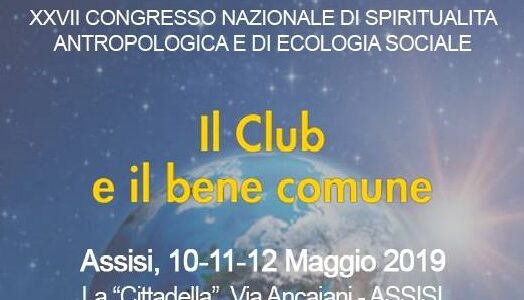 XXVII CONGRESSO NAZIONALE DI SPIRITUALITA
ANTROPOLOGICA E DI ECOLOGIA SOCIALE
Il Club
e il bene comune
Assisi, 10-11-12 Maggio 2019
La “Cittadella” Via Ancajani - ASSISI